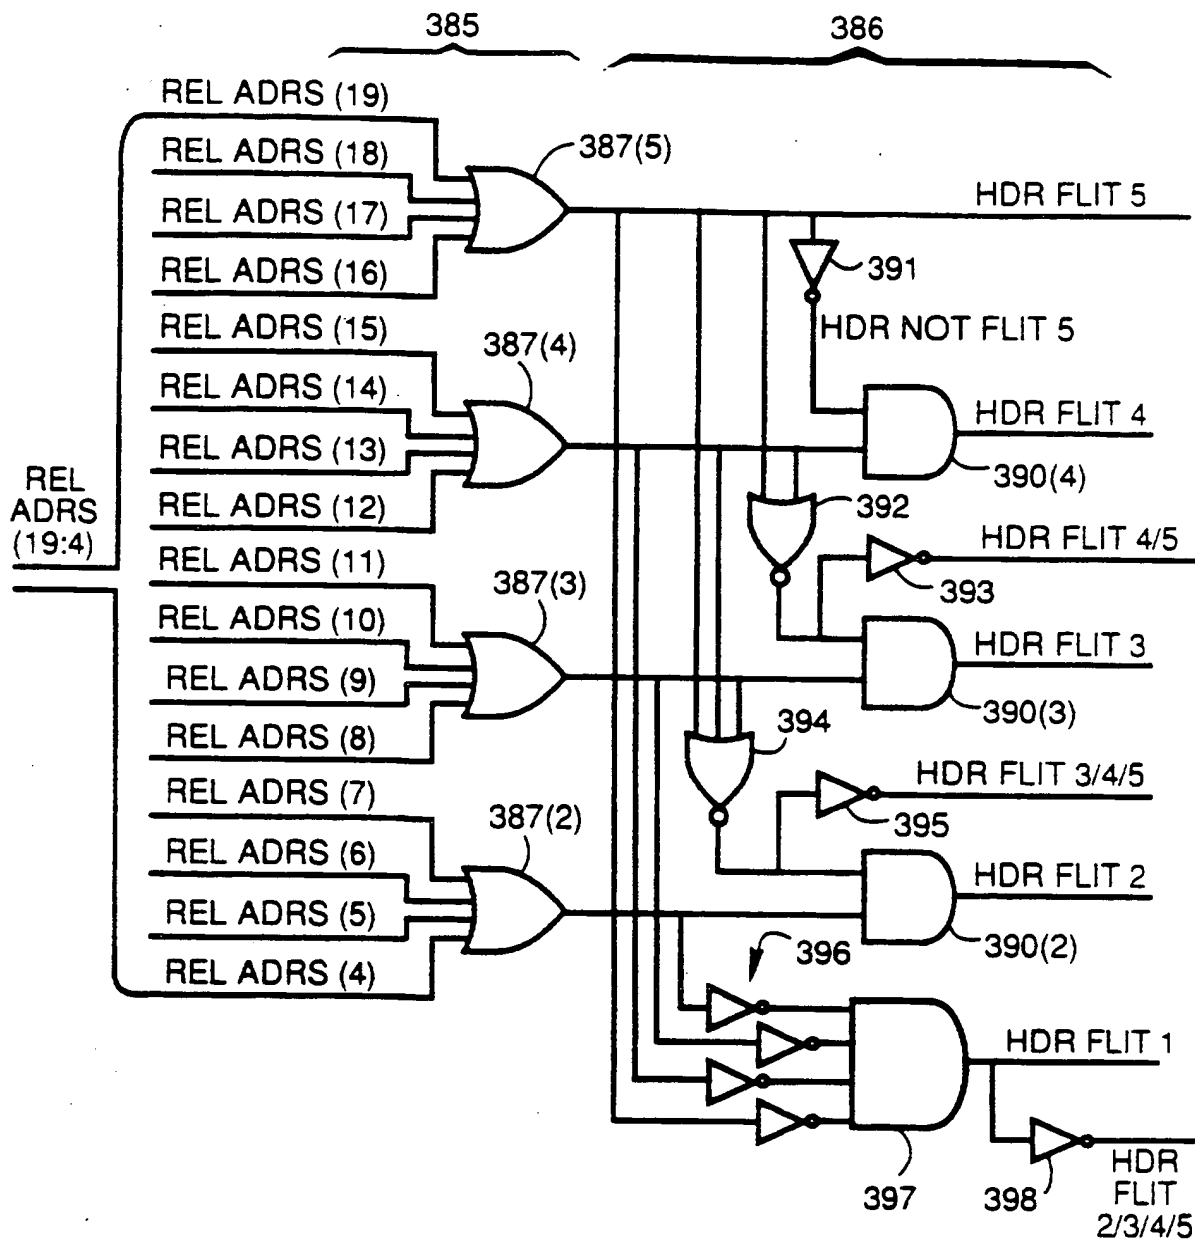 385
386
REL ADRS (19)
REL ADRS (18)
387(5)
HDR FLIT 5
REL ADRS (17)
REL ADRS (16)
391
HDR NOT FLIT 5
REL ADRS (15)
387(4)
REL ADRS (14)
HDR FLIT 4
REL ADRS (13)
390(4)
REL
ADRS
(19:4)
REL ADRS (12)
392
HDR FLIT 4/5
REL ADRS (11)
387(3)
393
REL ADRS (10)
HDR FLIT 3
REL ADRS (9)
390(3)
REL ADRS (8)
394
HDR FLIT 3/4/5
REL ADRS (7)
387(2)
395
REL ADRS (6)
HDR FLIT 2
REL ADRS (5)
390(2)
396
REL ADRS (4)
HDR FLIT 1
397
398
HDR
FLIT
2/3/4/5